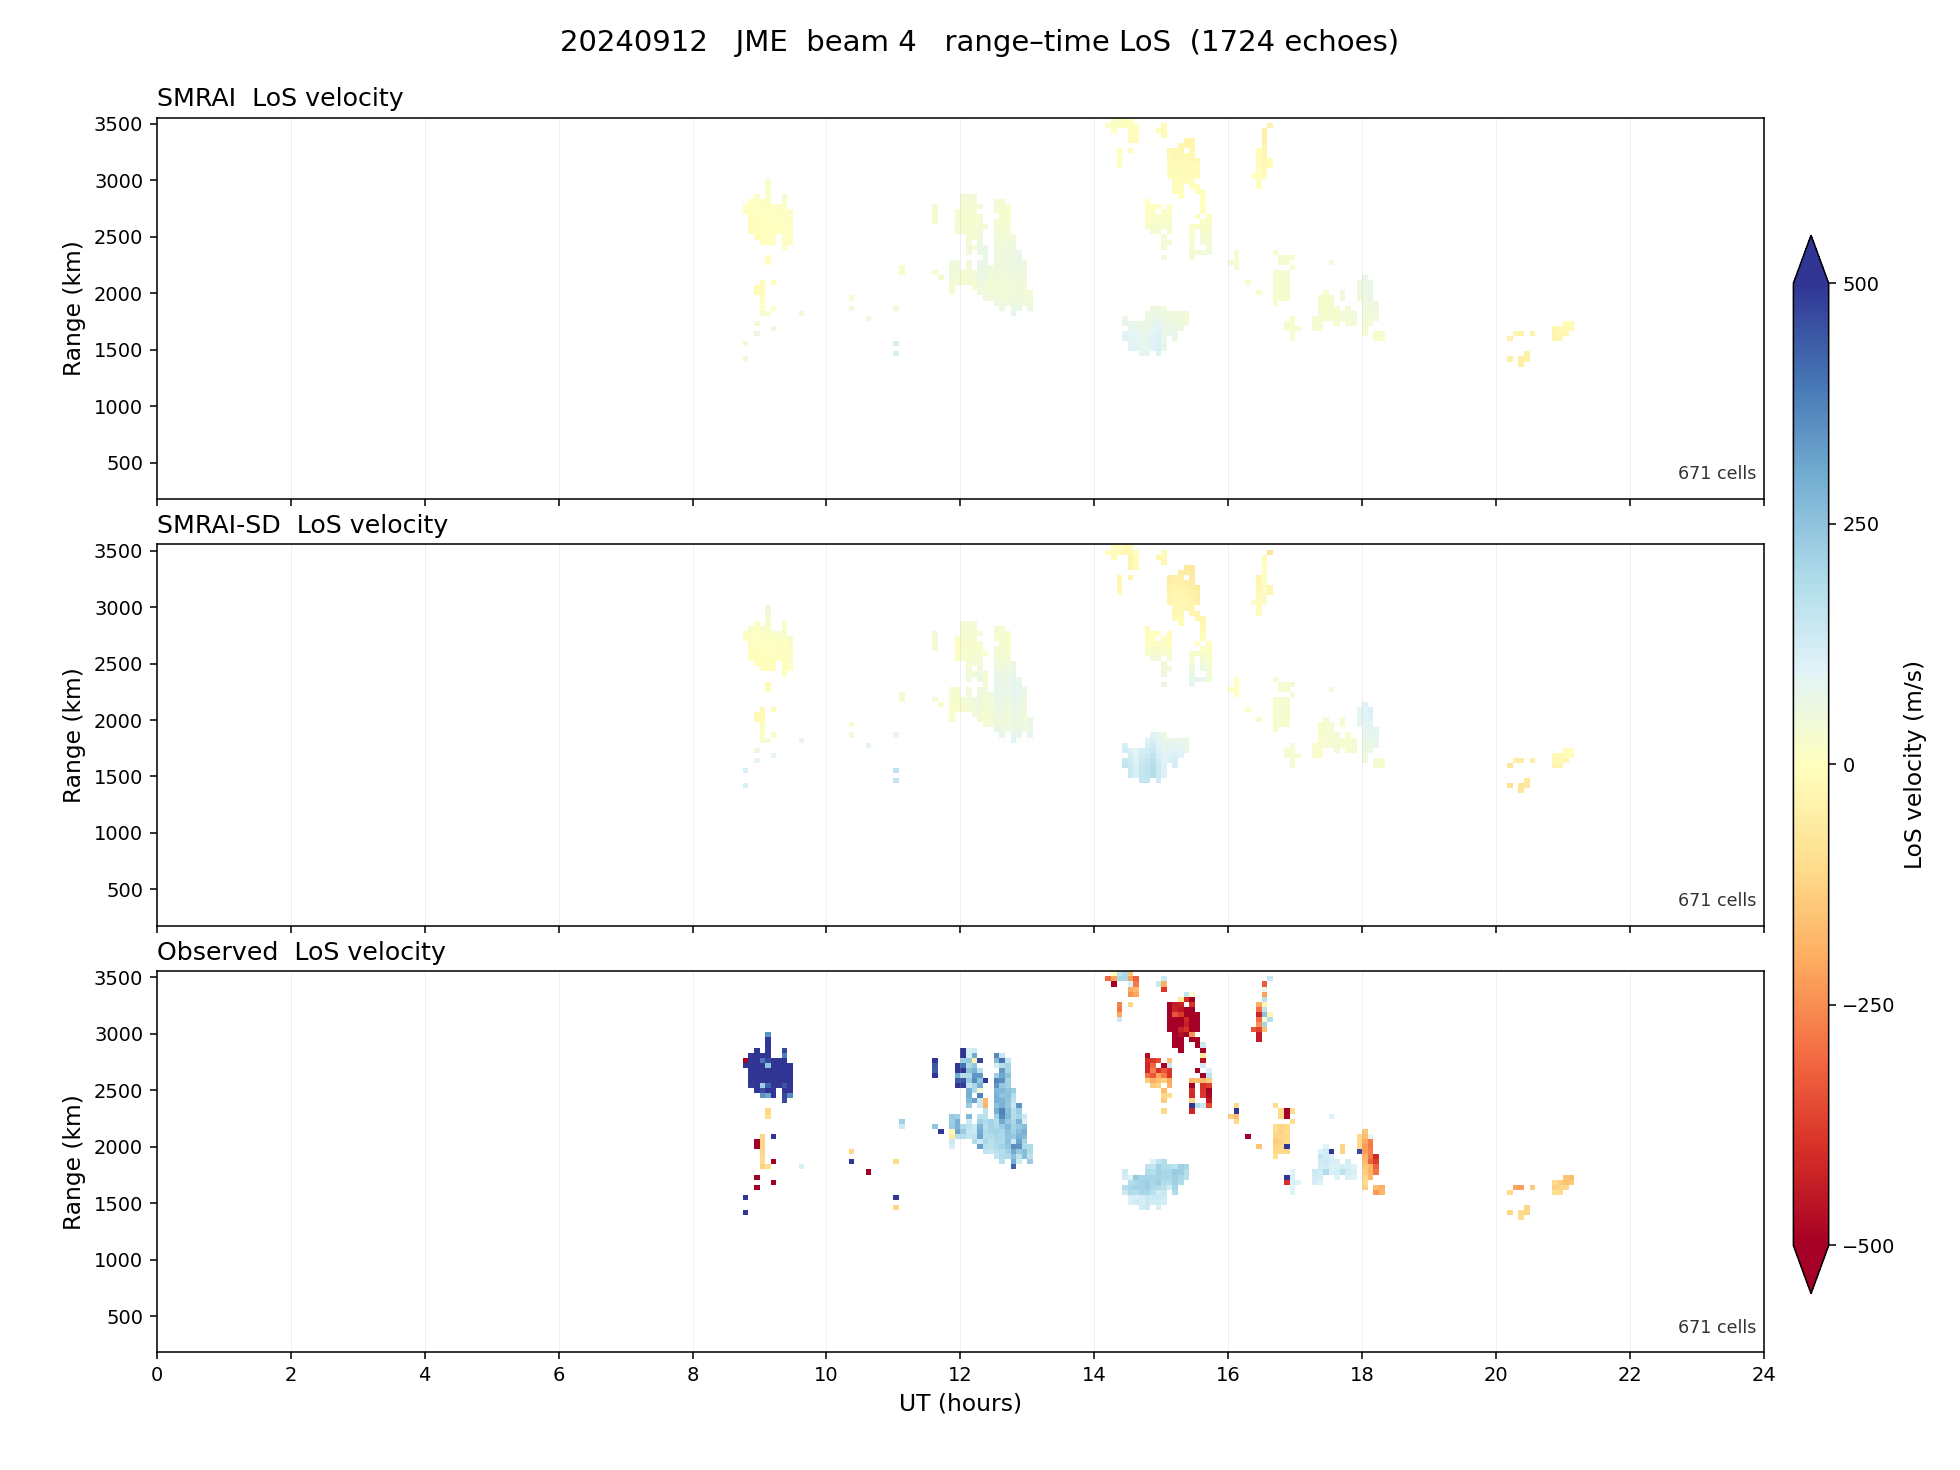 20240912 JME beam 4 range–time LoS (1724 echoes)
SMRAI LoS velocity
3500
3000
2500
2000
1500
1000
500
Range (km)
671 cells
SMRAI-SD LoS velocity
3500
3000
2500
2000
1500
1000
500
Range (km)
671 cells
Observed LoS velocity
3500
3000
2500
2000
1500
1000
500
Range (km)
671 cells
0 2 4 6 8 10 12 14 16 18 20 22 24
UT (hours)
500
250
0
−250
−500
LoS velocity (m/s)